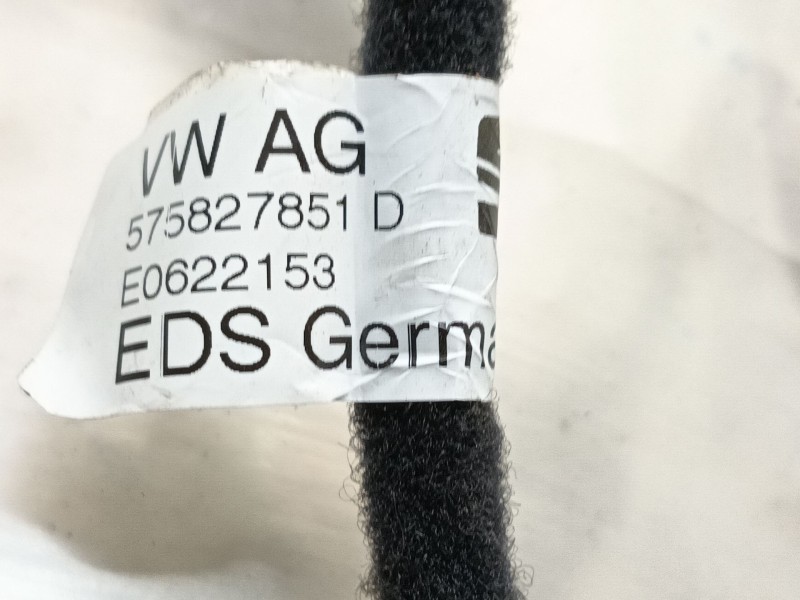 VW AG
575827851 D
E0622153
EDS Germa